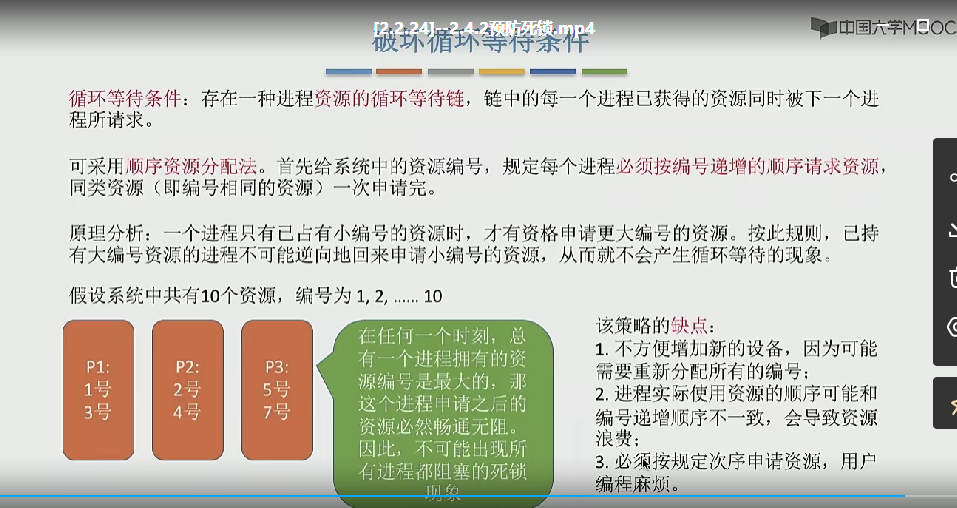 [2.2.24]--2.4.2预防死锁.mp4
中国大学MOOC
破坏循环等待条件
循环等待条件：存在一种进程资源的循环等待链，链中的每一个进程已获得的资源同时被下一个进
程所请求。
可采用顺序资源分配法。首先给系统中的资源编号，规定每个进程必须按编号递增的顺序请求资源，
同类资源（即编号相同的资源）一次申请完。
原理分析：一个进程只有已占有小编号的资源时，才有资格申请更大编号的资源。按此规则，已持
有大编号资源的进程不可能逆向地回来申请小编号的资源，从而就不会产生循环等待的现象。
假设系统中共有10个资源，编号为 1, 2, ...... 10
P1:
1号
3号
P2:
2号
4号
P3:
5号
7号
在任何一个时刻，总
有一个进程拥有的资
源编号是最大的，那
这个进程申请之后的
资源必然畅通无阻。
因此，不可能出现所
有进程都阻塞的死锁
现象
该策略的缺点：
1. 不方便增加新的设备，因为可能
需要重新分配所有的编号；
2. 进程实际使用资源的顺序可能和
编号递增顺序不一致，会导致资源
浪费；
3. 必须按规定次序申请资源，用户
编程麻烦。